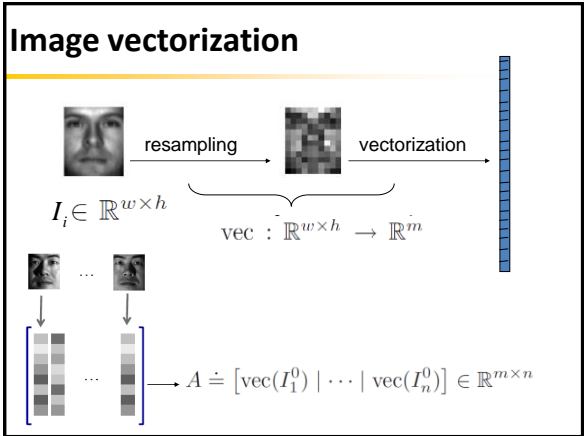 Image vectorization
resampling
vectorization
I_i ∈ ℝ^{w×h}
vec : ℝ^{w×h} → ℝ^m
...
...
A ≐ [vec(I_1^0) | ⋯ | vec(I_n^0)] ∈ ℝ^{m×n}